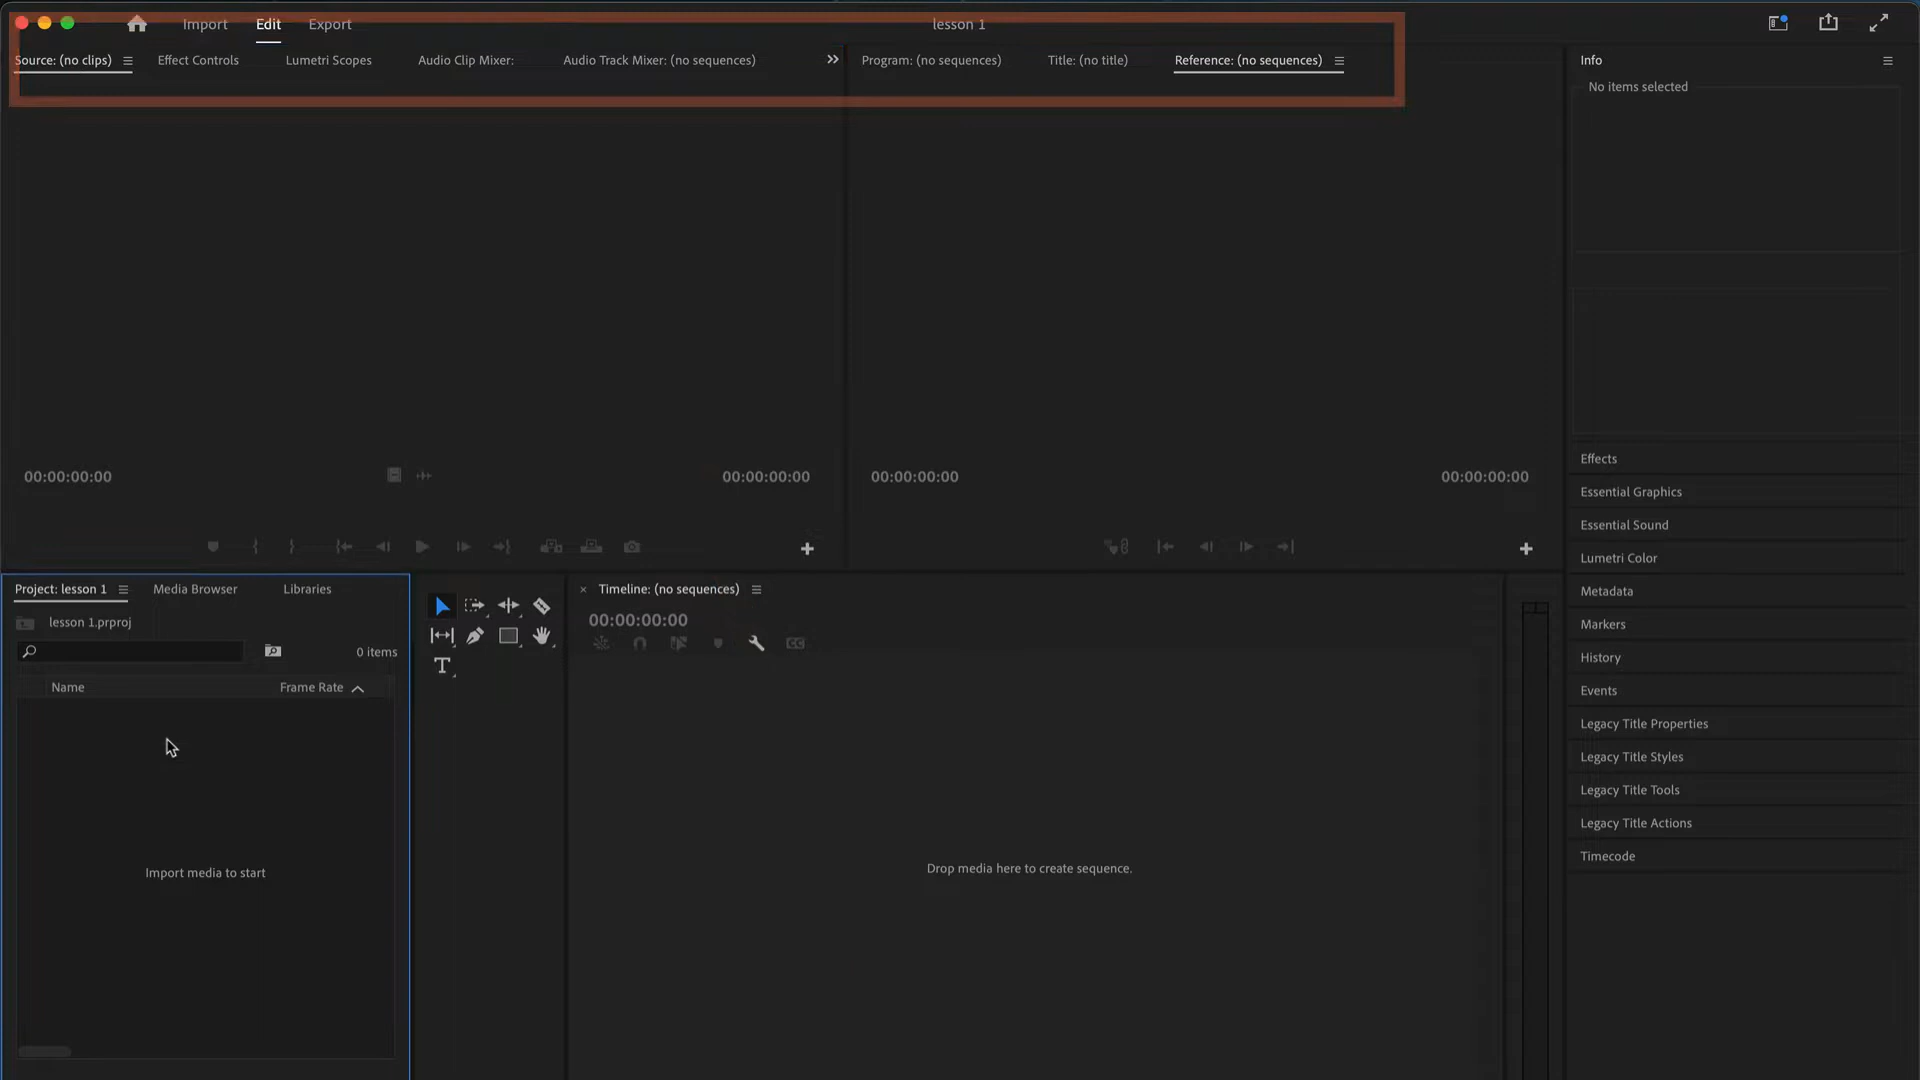 Import Edit Export lesson 1
Source: (no clips) Effect Controls Lumetri Scopes Audio Clip Mixer: Audio Track Mixer: (no sequences) Program: (no sequences) Title: (no title) Reference: (no sequences) Info
No items selected
00:00:00:00 00:00:00:00 00:00:00:00 00:00:00:00
Effects
Essential Graphics
Essential Sound
Lumetri Color
Metadata
Markers
History
Events
Legacy Title Properties
Legacy Title Styles
Legacy Title Tools
Legacy Title Actions
Timecode
Project: lesson 1 Media Browser Libraries
lesson 1.prproj
0 items
Name Frame Rate
Import media to start
Timeline: (no sequences)
00:00:00:00
CC
Drop media here to create sequence.